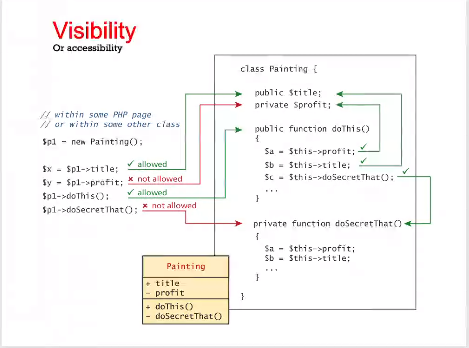 Visibility
Or accessibility
class Painting {
public $title;
private $profit;
// within some PHP page
// or within some other class
$p1 - new Painting();
$x = $p1->title;
✓ allowed
$y = $p1->profit;
✗ not allowed
$p1->doThis();
✓ allowed
$p1->doSecretThat();
✗ not allowed
public function doThis()
{
$a = $this->profit;
$b = $this->title;
$c = $this->doSecretThat();
...
}
private function doSecretThat()
{
$a = $this->profit;
$b = $this->title;
...
}
}
Painting
+ title
– profit
+ doThis()
– doSecretThat()